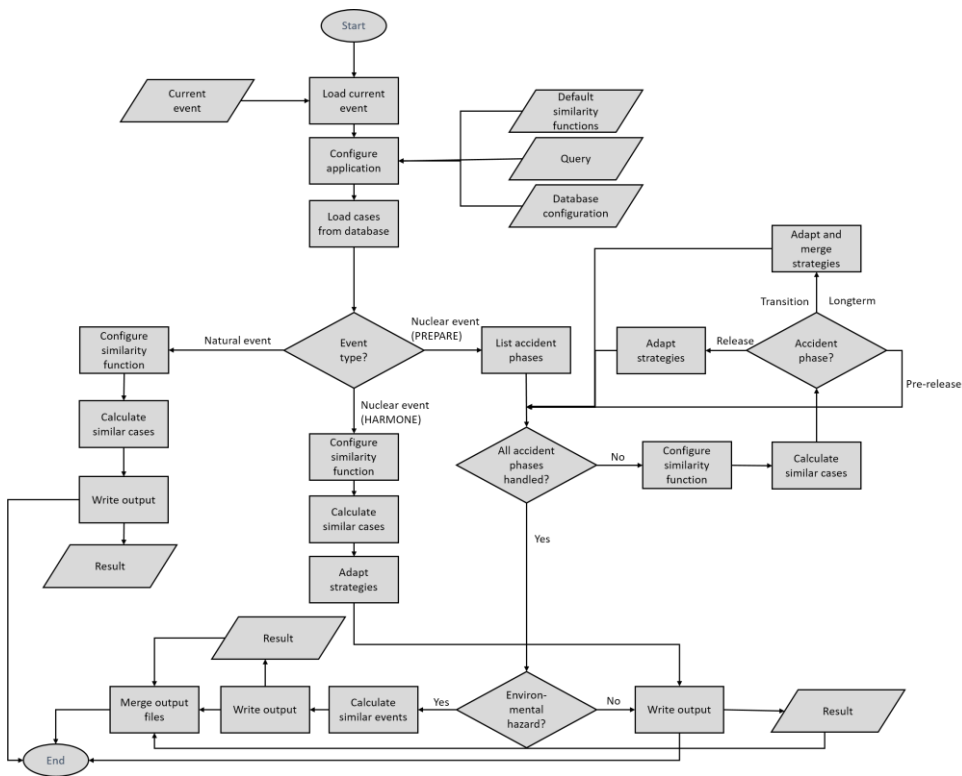 Start
Current
event
Load current
event
Default
similarity
functions
Configure
application
Query
Load cases
from database
Database
configuration
Adapt and
merge
strategies
Transition
Longterm
Configure
similarity
function
Natural event
Event
type?
Nuclear event
(PREPARE)
List accident
phases
Adapt
strategies
Release
Accident
phase?
Pre-release
Calculate
similar cases
Nuclear event
(HARMONE)
Configure
similarity
function
All accident
phases
handled?
No
Configure
similarity
function
Calculate
similar cases
Write output
Calculate
similar cases
Yes
Result
Adapt
strategies
Result
Merge output
files
Write output
Calculate
similar events
Yes
Environ-
mental
hazard?
No
Write output
Result
End